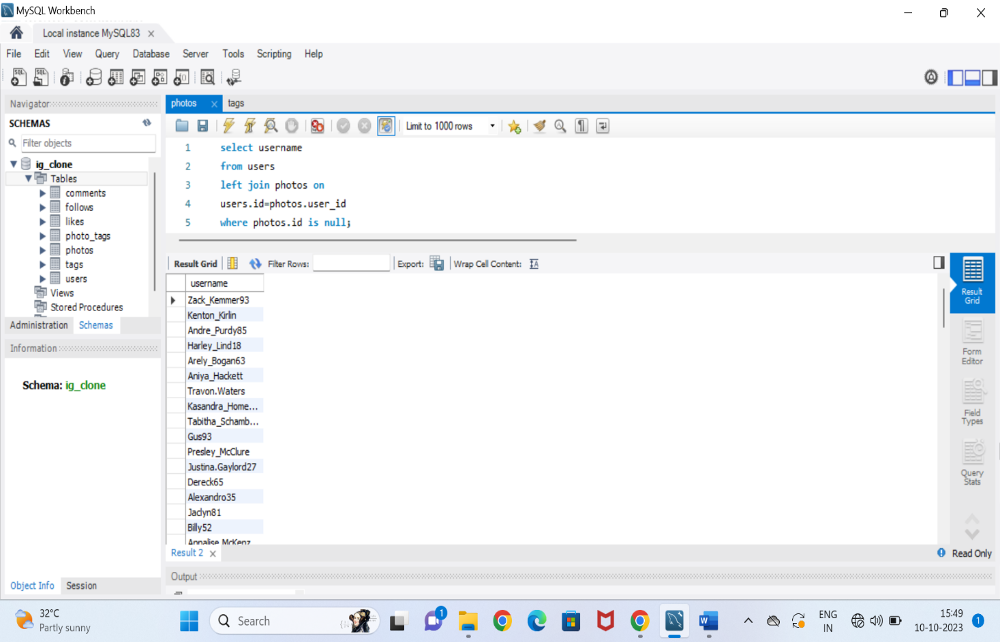 MySQL Workbench
Local instance MySQL83
File Edit View Query Database Server Tools Scripting Help
Navigator
photos
tags
SCHEMAS
Filter objects
Limit to 1000 rows
ig_clone
Tables
comments
follows
likes
photo_tags
photos
tags
users
Views
Stored Procedures
Administration Schemas
Information
Schema: ig_clone
Object Info Session
1 select username
2 from users
3 left join photos on
4 users.id=photos.user_id
5 where photos.id is null;
Result Grid Filter Rows: Export: Wrap Cell Content:
username
Zack_Kemmer93
Kenton_Kirlin
Andre_Purdy85
Harley_Lind18
Arely_Bogan63
Aniya_Hackett
Travon.Waters
Kasandra_Home...
Tabitha_Schamb...
Gus93
Presley_McClure
Justina.Gaylord27
Dereck65
Alexandro35
Jaclyn81
Billy52
Annalise.McKenz
Result
Grid
Form
Editor
Field
Types
Query
Stats
Result 2
Read Only
Output
32°C
Partly sunny
Search
1
ENG
IN
15:49
10-10-2023
1